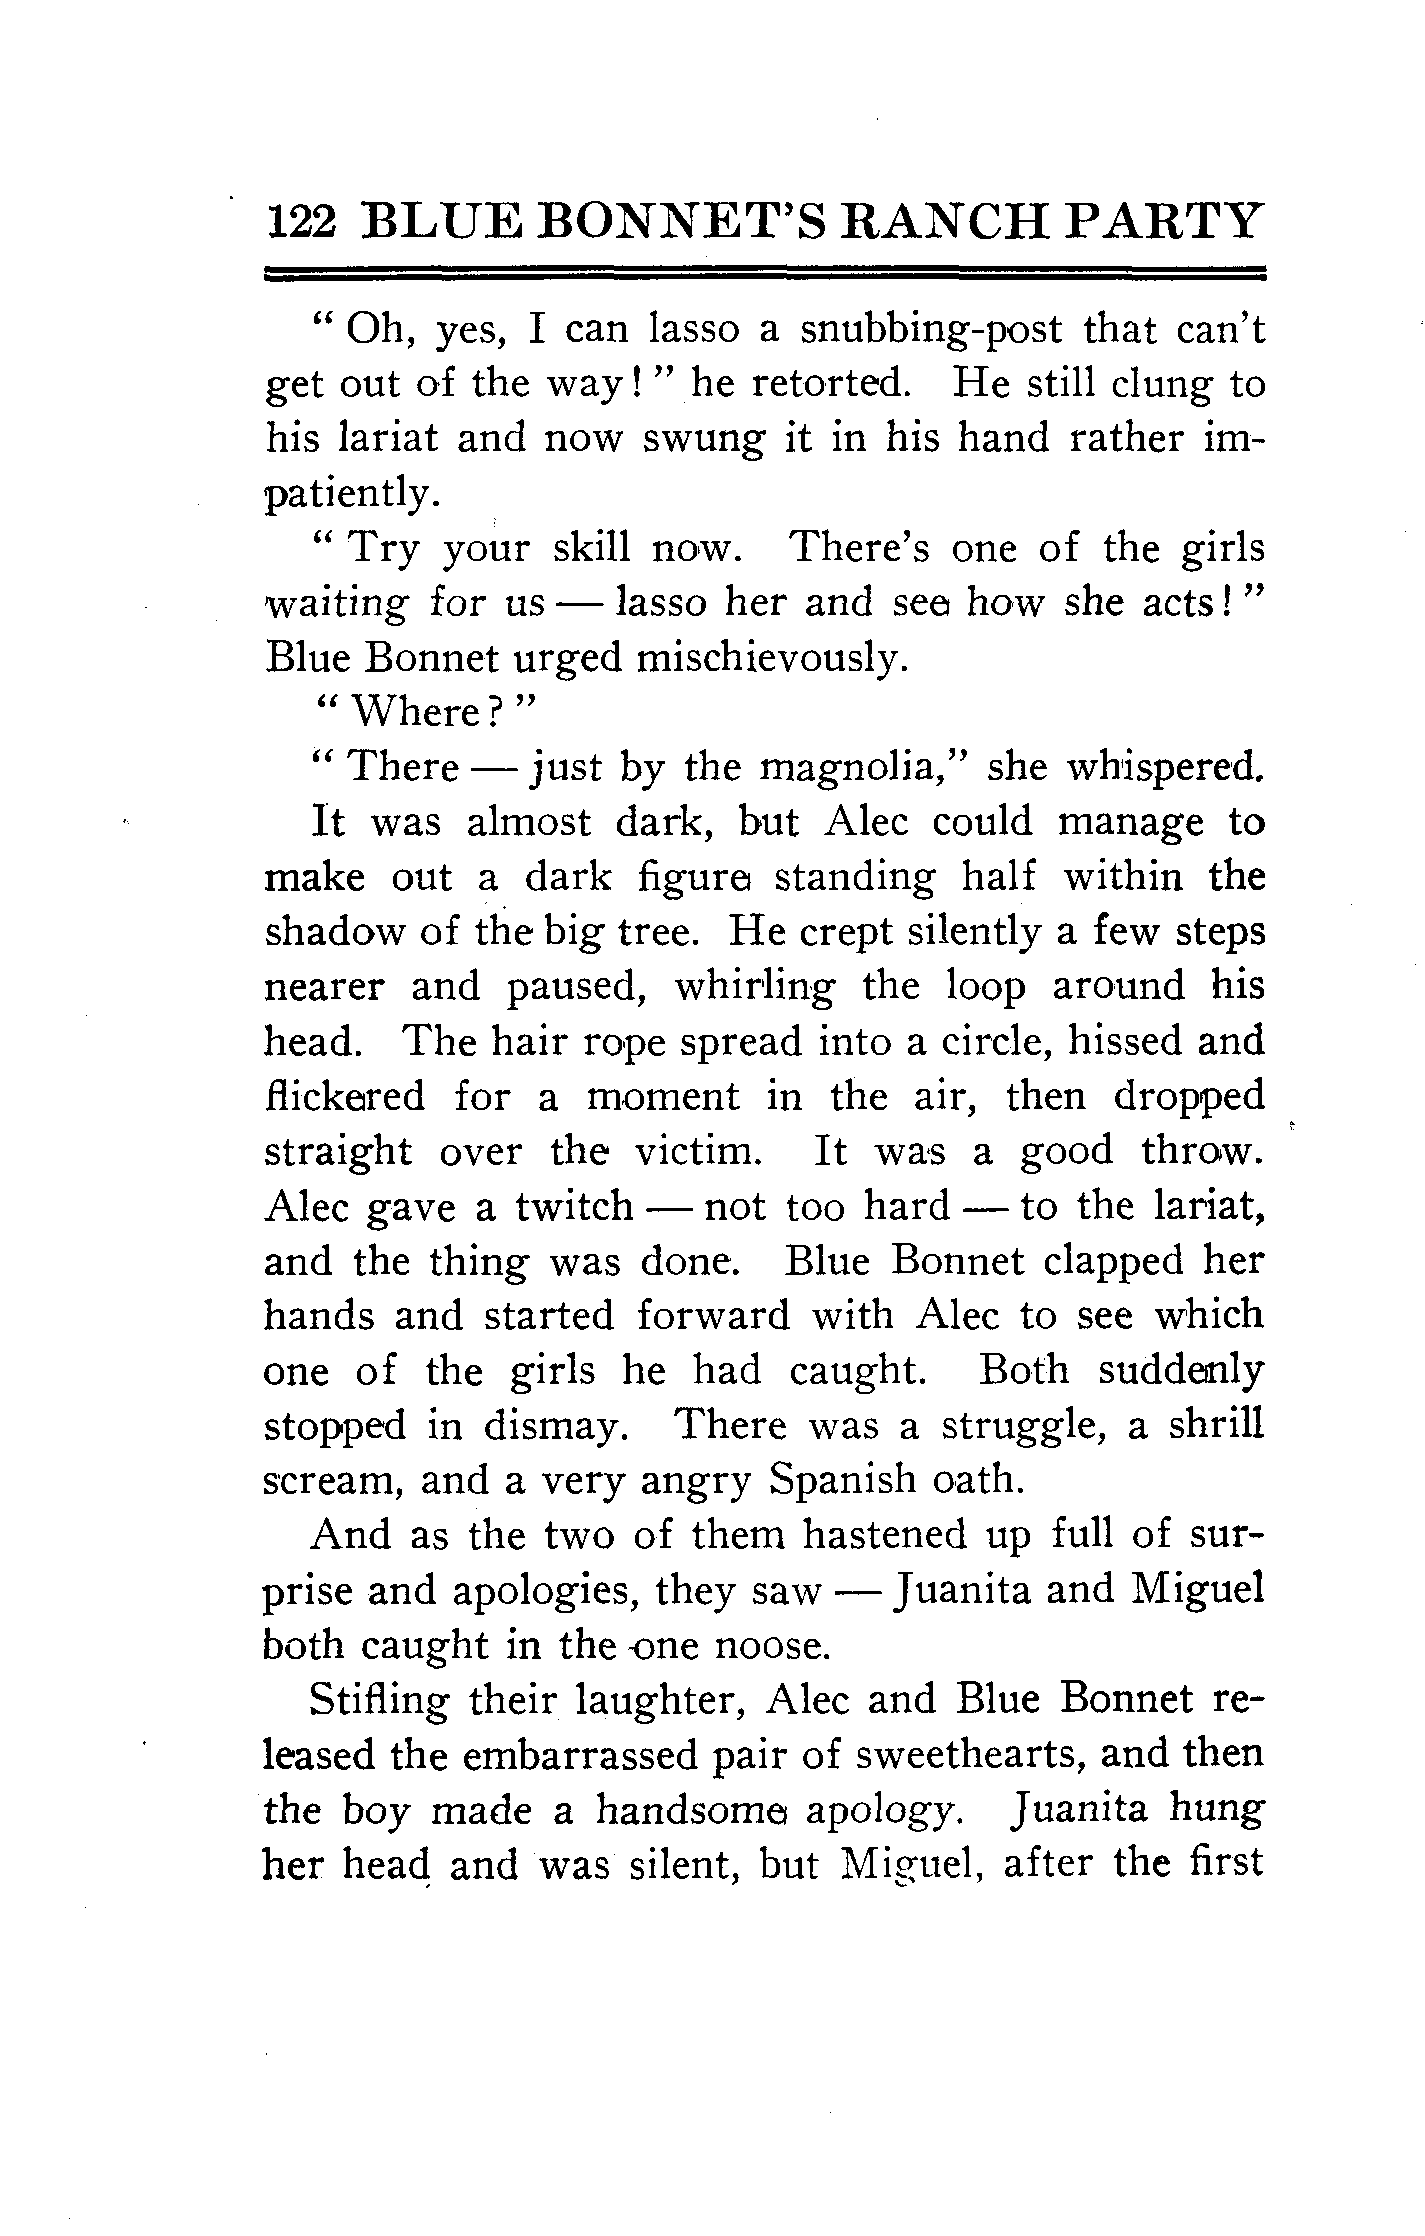 122 BLUE BONNET'S RANCH PARTY
" Oh, yes, I can lasso a snubbing-post that can't
get out of the way! " he retorted. He still clung to
his lariat and now swung it in his hand rather im-
patiently.
" Try your skill now. There's one of the girls
waiting for us — lasso her and see how she acts! "
Blue Bonnet urged mischievously.
" Where? "
" There — just by the magnolia," she whispered.
It was almost dark, but Alec could manage to
make out a dark figure standing half within the
shadow of the big tree. He crept silently a few steps
nearer and paused, whirling the loop around his
head. The hair rope spread into a circle, hissed and
flickered for a moment in the air, then dropped
straight over the victim. It was a good throw.
Alec gave a twitch — not too hard — to the lariat,
and the thing was done. Blue Bonnet clapped her
hands and started forward with Alec to see which
one of the girls he had caught. Both suddenly
stopped in dismay. There was a struggle, a shrill
scream, and a very angry Spanish oath.
And as the two of them hastened up full of sur-
prise and apologies, they saw — Juanita and Miguel
both caught in the one noose.
Stifling their laughter, Alec and Blue Bonnet re-
leased the embarrassed pair of sweethearts, and then
the boy made a handsome apology. Juanita hung
her head and was silent, but Miguel, after the first